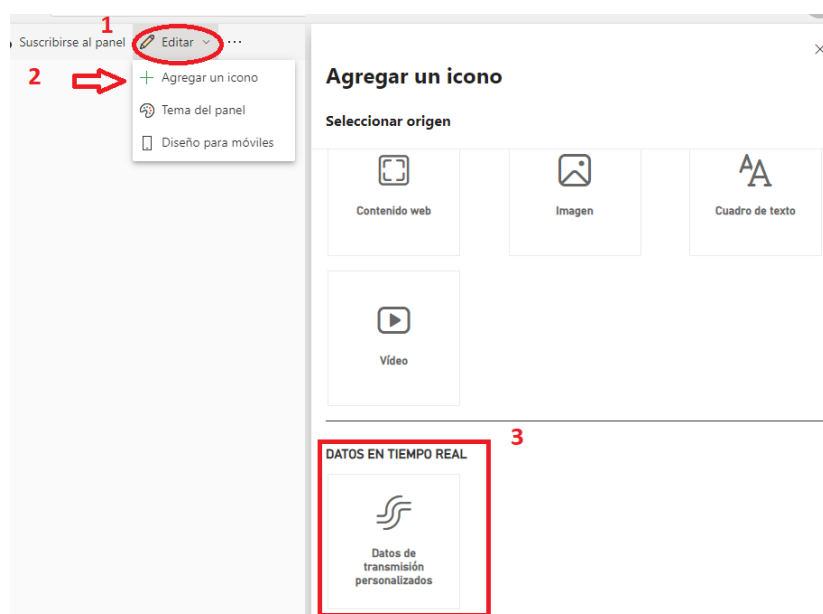 1
Suscribirse al panel Editar ...
2
Agregar un icono
Tema del panel
Diseño para móviles
Agregar un icono
Seleccionar origen
Contenido web
Imagen
AA
Cuadro de texto
Vídeo
3
DATOS EN TIEMPO REAL
Datos de
transmisión
personalizados